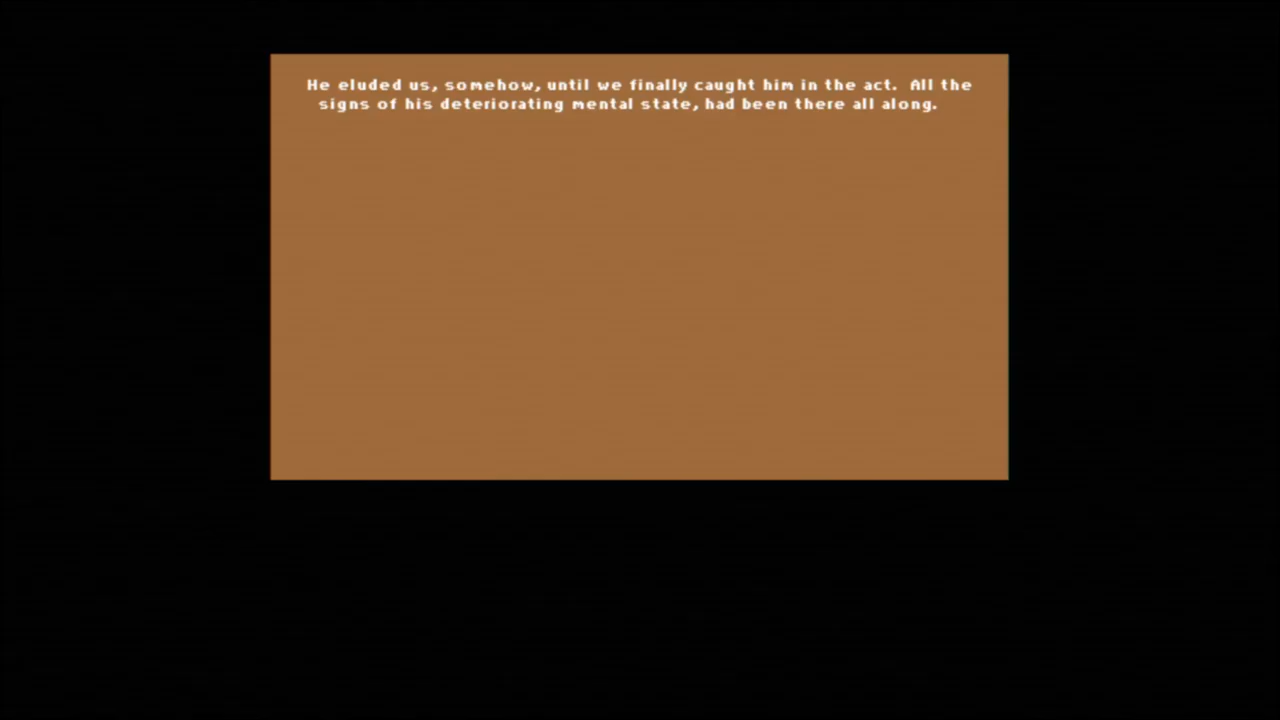 He eluded us, somehow, until we finally caught him in the act.  All the
signs of his deteriorating mental state, had been there all along.